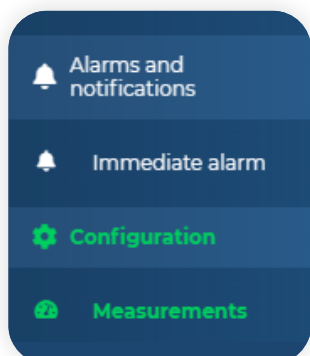 Alarms and
notifications
Immediate alarm
Configuration
Measurements